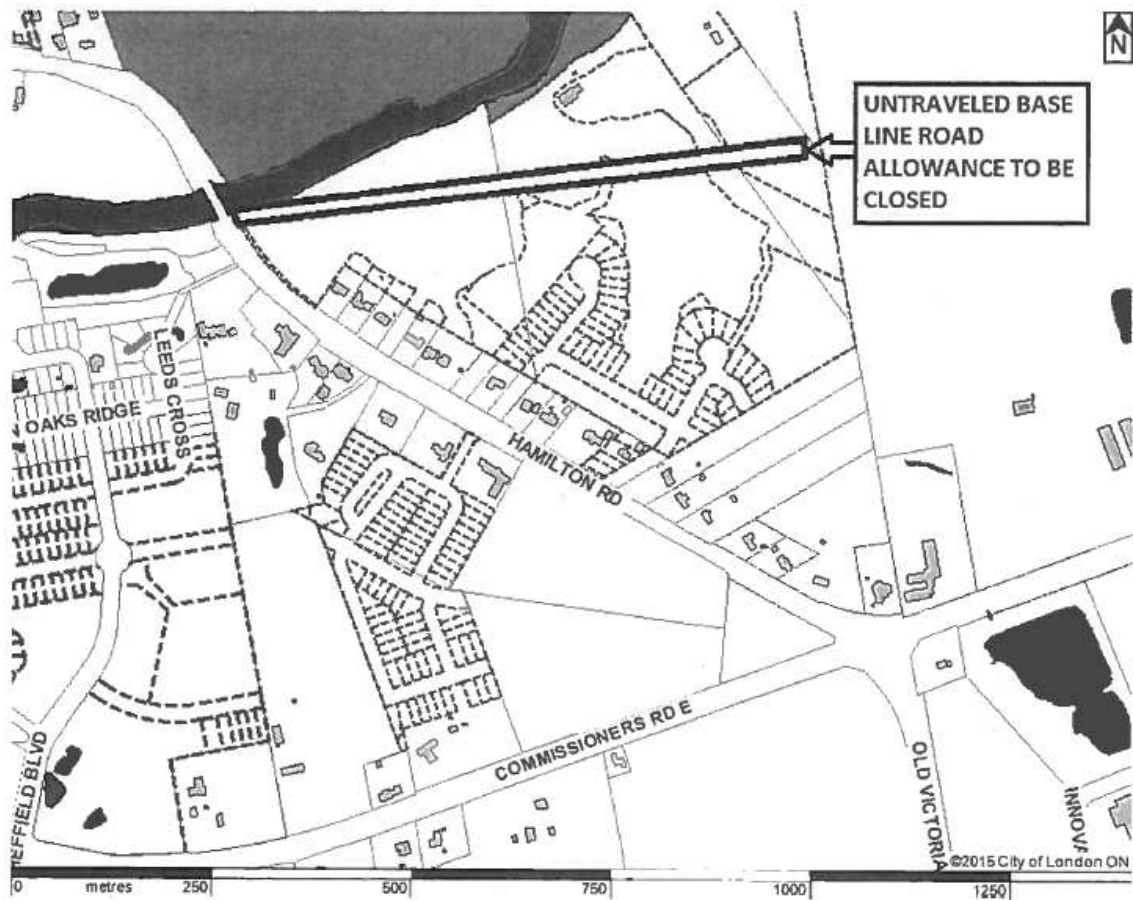 N
UNTRAVELED BASE
LINE ROAD
ALLOWANCE TO BE
CLOSED
LEEDS CROSS
OAKS RIDGE
HAMILTON RD
COMMISSIONERS RD E
EFFIELD BLVD
OLD VICTORIA
INNOVA
©2015 City of London ON
0 metres 250 500 750 1000 1250